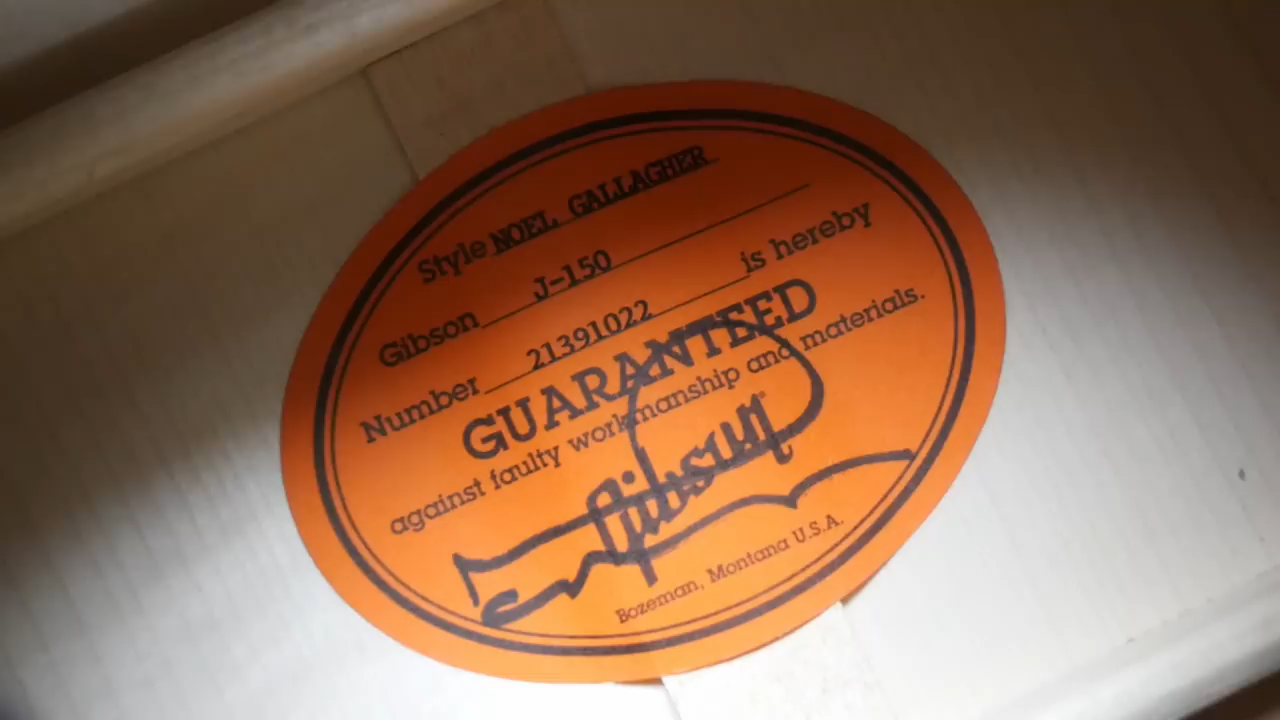 Style NOEL GALLAGHER
Gibson J-150
Number 21391022 is hereby
GUARANTEED
against faulty workmanship and materials.
Gibson
Bozeman, Montana U.S.A.